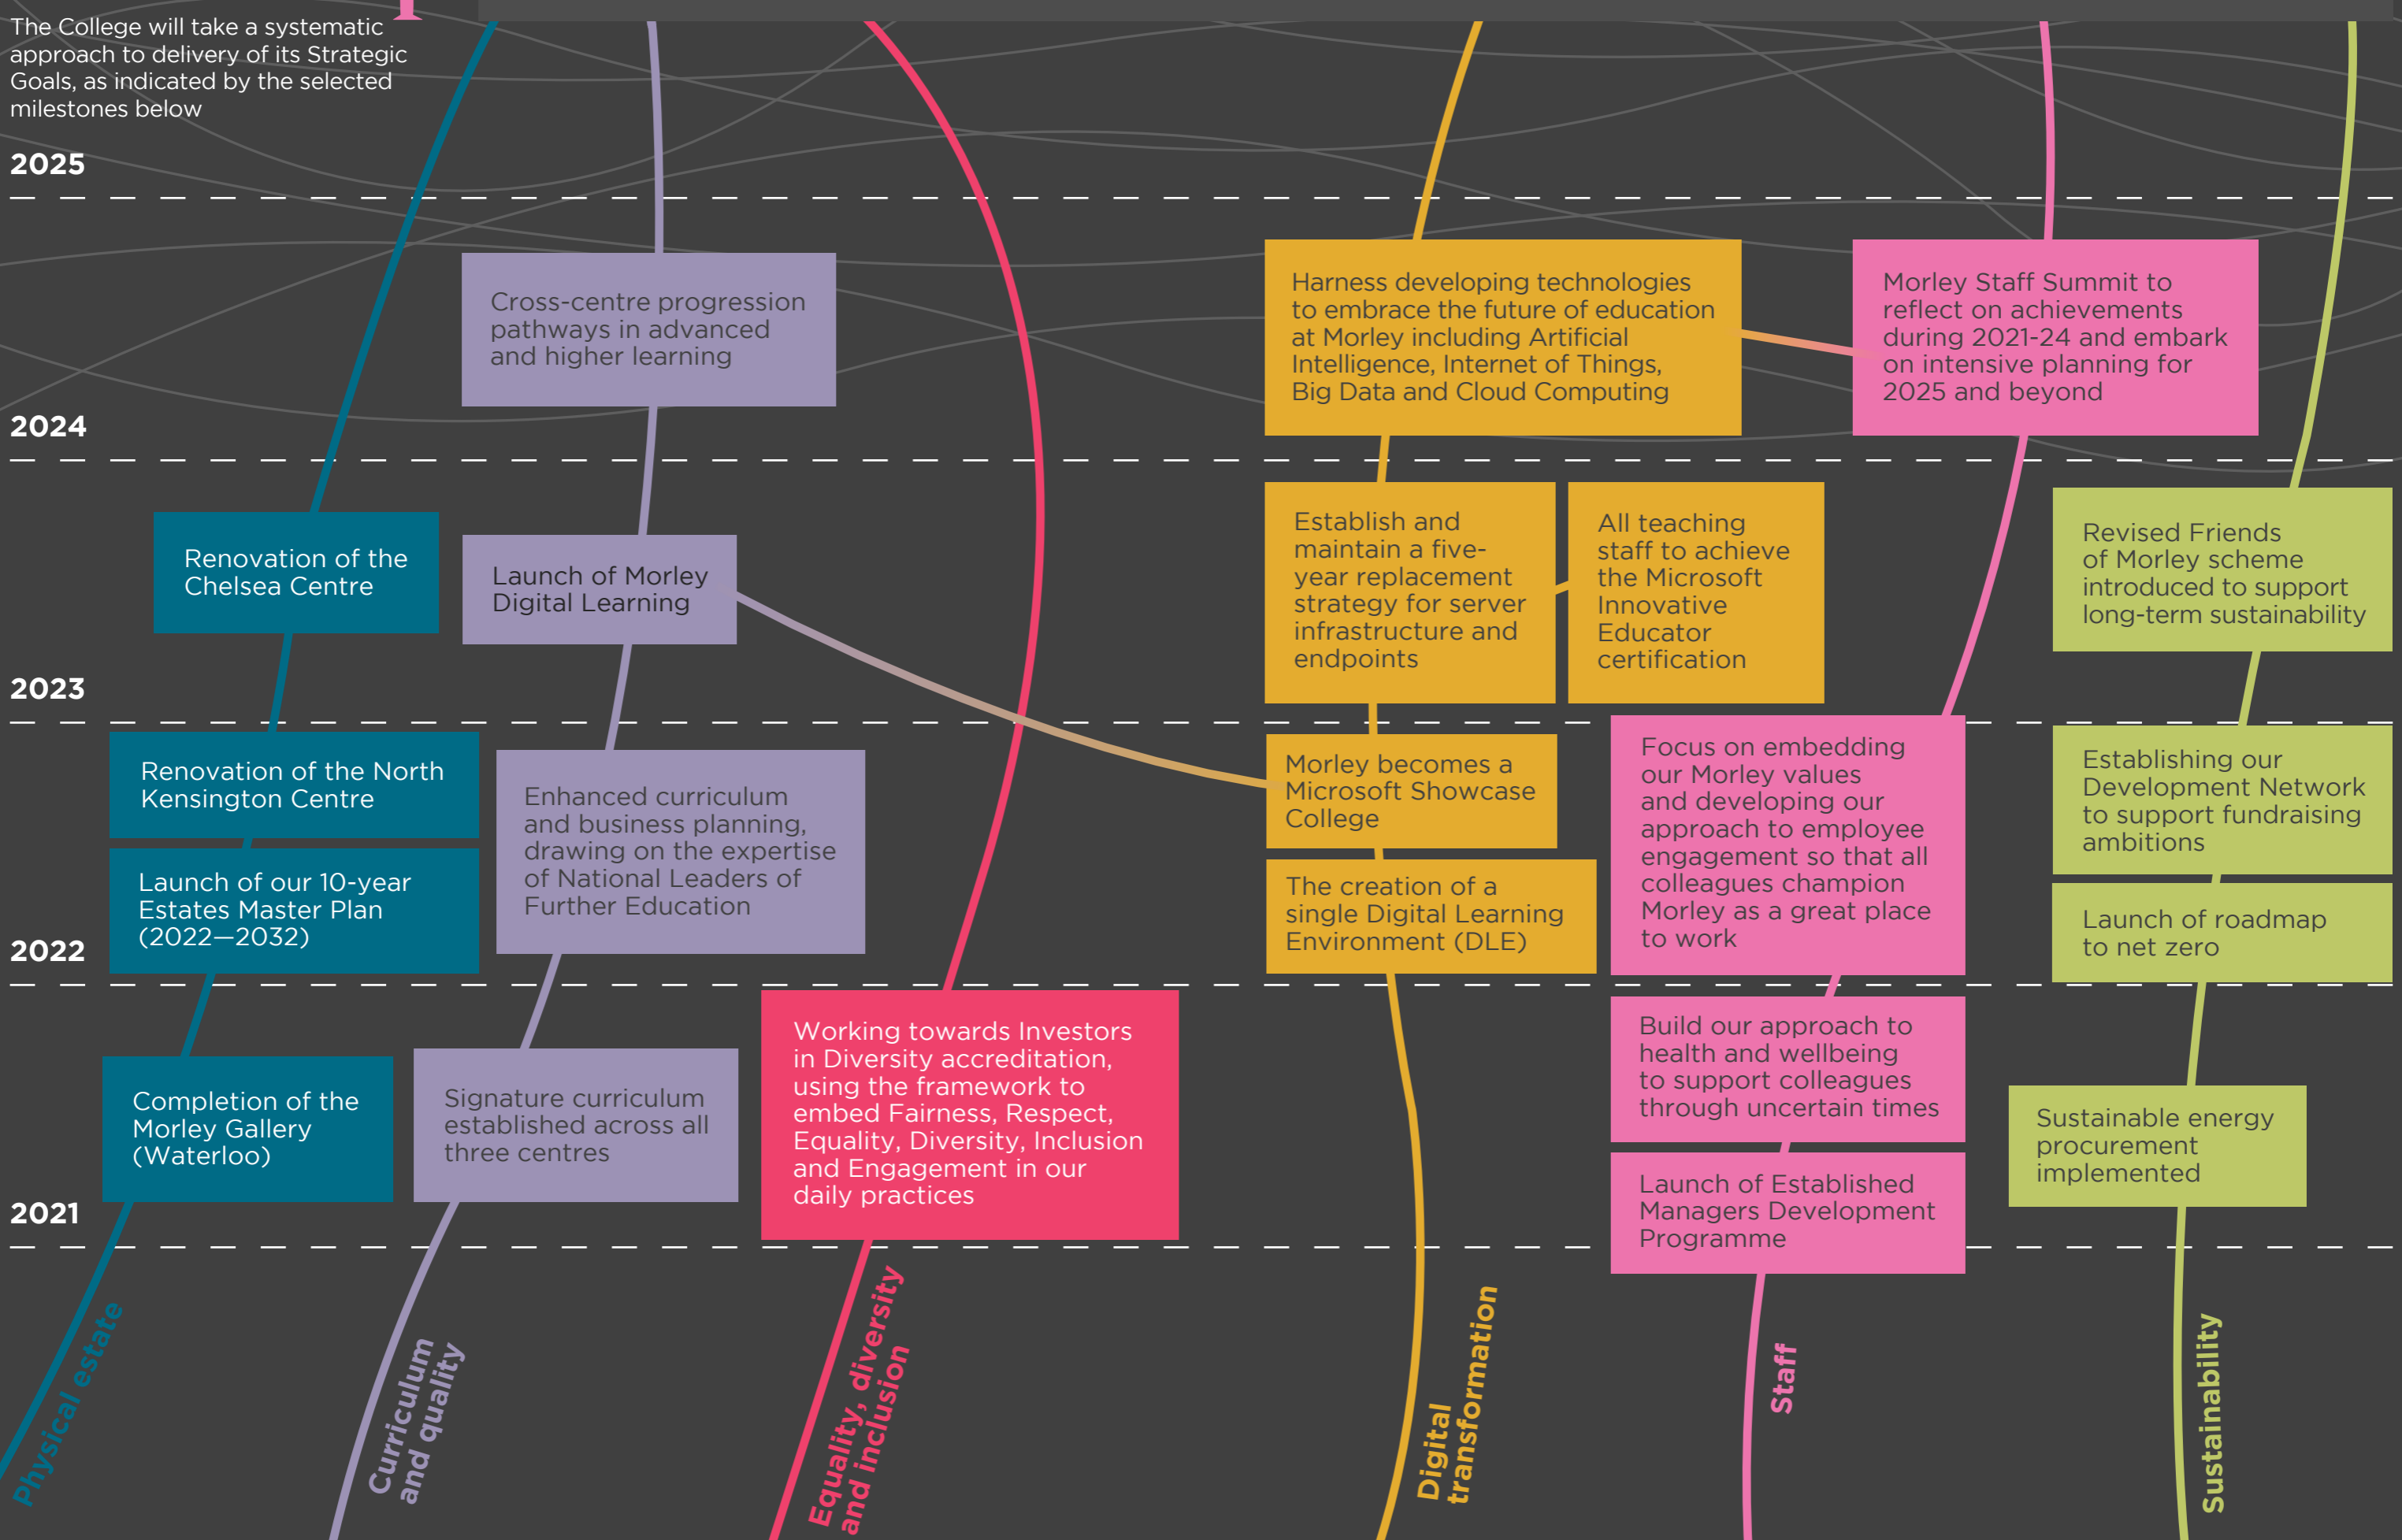 The College will take a systematic
approach to delivery of its Strategic
Goals, as indicated by the selected
milestones below
2025
Cross-centre progression
pathways in advanced
and higher learning
Harness developing technologies
to embrace the future of education
at Morley including Artificial
Intelligence, Internet of Things,
Big Data and Cloud Computing
Morley Staff Summit to
reflect on achievements
during 2021-24 and embark
on intensive planning for
2025 and beyond
2024
Renovation of the
Chelsea Centre
Launch of Morley
Digital Learning
Establish and
maintain a five-
year replacement
strategy for server
infrastructure and
endpoints
All teaching
staff to achieve
the Microsoft
Innovative
Educator
certification
Revised Friends
of Morley scheme
introduced to support
long-term sustainability
2023
Renovation of the North
Kensington Centre
Launch of our 10-year
Estates Master Plan
(2022—2032)
Enhanced curriculum
and business planning,
drawing on the expertise
of National Leaders of
Further Education
Morley becomes a
Microsoft Showcase
College
The creation of a
single Digital Learning
Environment (DLE)
Focus on embedding
our Morley values
and developing our
approach to employee
engagement so that all
colleagues champion
Morley as a great place
to work
Establishing our
Development Network
to support fundraising
ambitions
Launch of roadmap
to net zero
2022
Completion of the
Morley Gallery
(Waterloo)
Signature curriculum
established across all
three centres
Working towards Investors
in Diversity accreditation,
using the framework to
embed Fairness, Respect,
Equality, Diversity, Inclusion
and Engagement in our
daily practices
Build our approach to
health and wellbeing
to support colleagues
through uncertain times
Launch of Established
Managers Development
Programme
Sustainable energy
procurement
implemented
2021
Physical estate
Curriculum
and quality
Equality, diversity
and inclusion
Digital
transformation
Staff
Sustainability